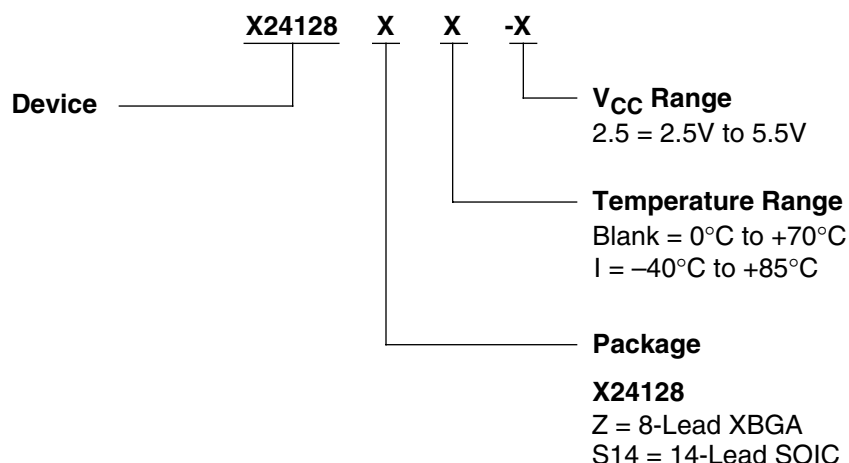 X24128 X X -X
Device
VCC Range
2.5 = 2.5V to 5.5V
Temperature Range
Blank = 0°C to +70°C
I = –40°C to +85°C
Package
X24128
Z = 8-Lead XBGA
S14 = 14-Lead SOIC